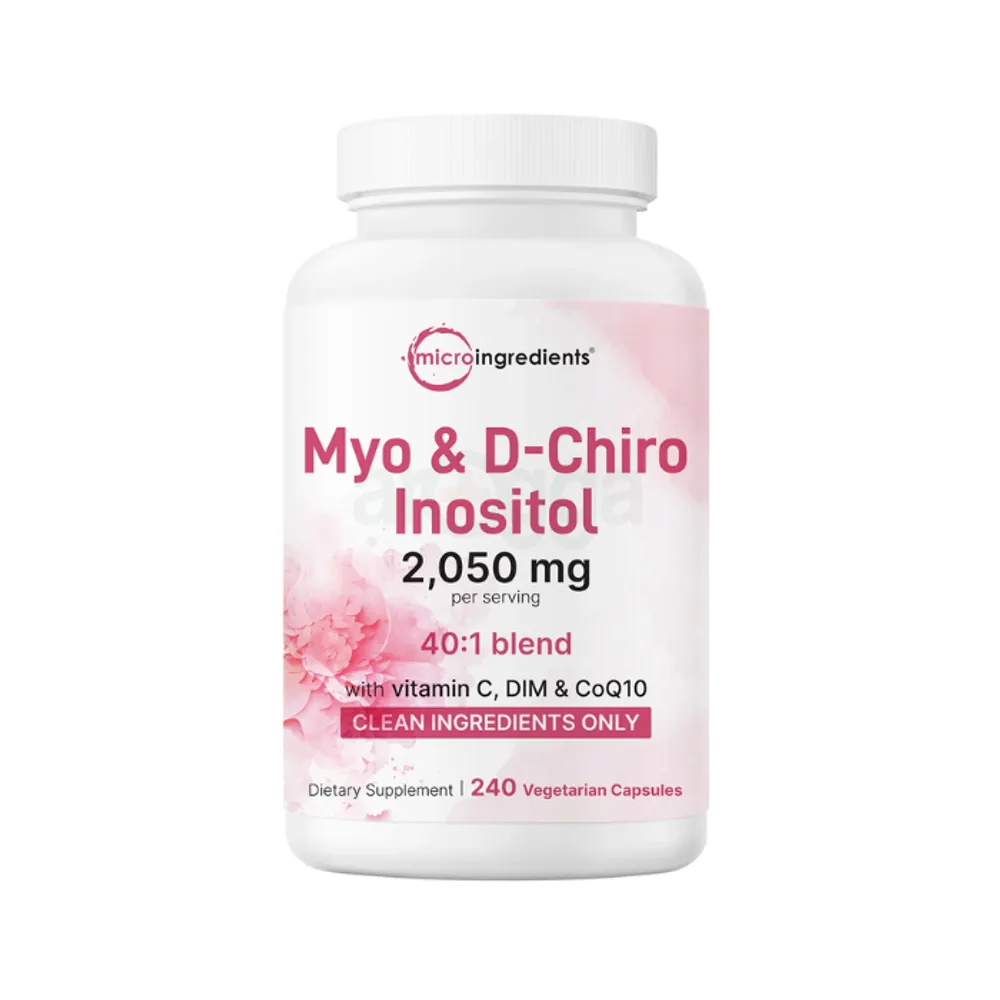 microingredients®
Myo & D-Chiro
Inositol
2,050 mg
per serving
40:1 blend
with vitamin C, DIM & CoQ10
CLEAN INGREDIENTS ONLY
Dietary Supplement | 240 Vegetarian Capsules